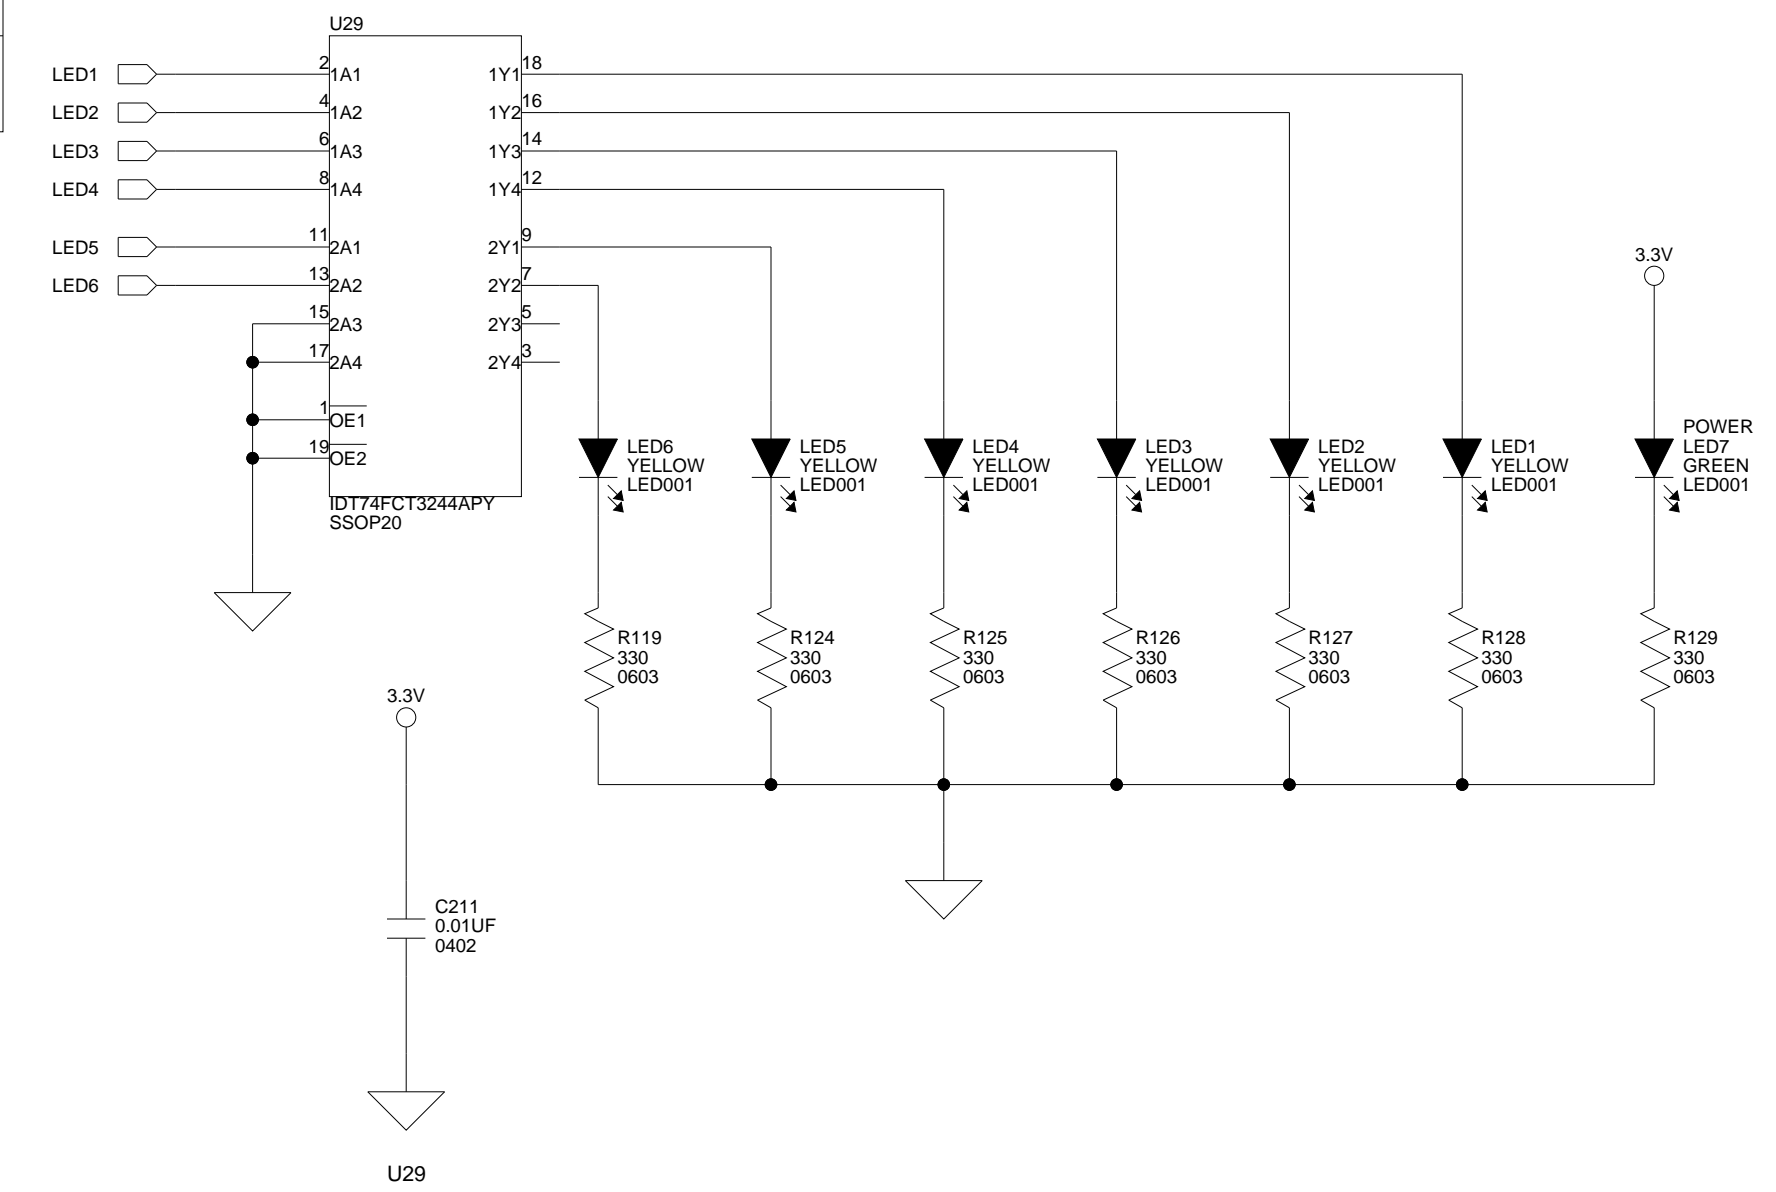 U29
LED1
2
1A1
1Y1
18
LED2
4
1A2
1Y2
16
LED3
6
1A3
1Y3
14
LED4
8
1A4
1Y4
12
LED5
11
2A1
2Y1
9
LED6
13
2A2
2Y2
7
15
2A3
2Y3
5
17
2A4
2Y4
3
1
OE1
19
OE2
IDT74FCT3244APY
SSOP20
LED6
YELLOW
LED001
LED5
YELLOW
LED001
LED4
YELLOW
LED001
LED3
YELLOW
LED001
LED2
YELLOW
LED001
LED1
YELLOW
LED001
3.3V
POWER
LED7
GREEN
LED001
R119
330
0603
R124
330
0603
R125
330
0603
R126
330
0603
R127
330
0603
R128
330
0603
R129
330
0603
3.3V
C211
0.01UF
0402
U29